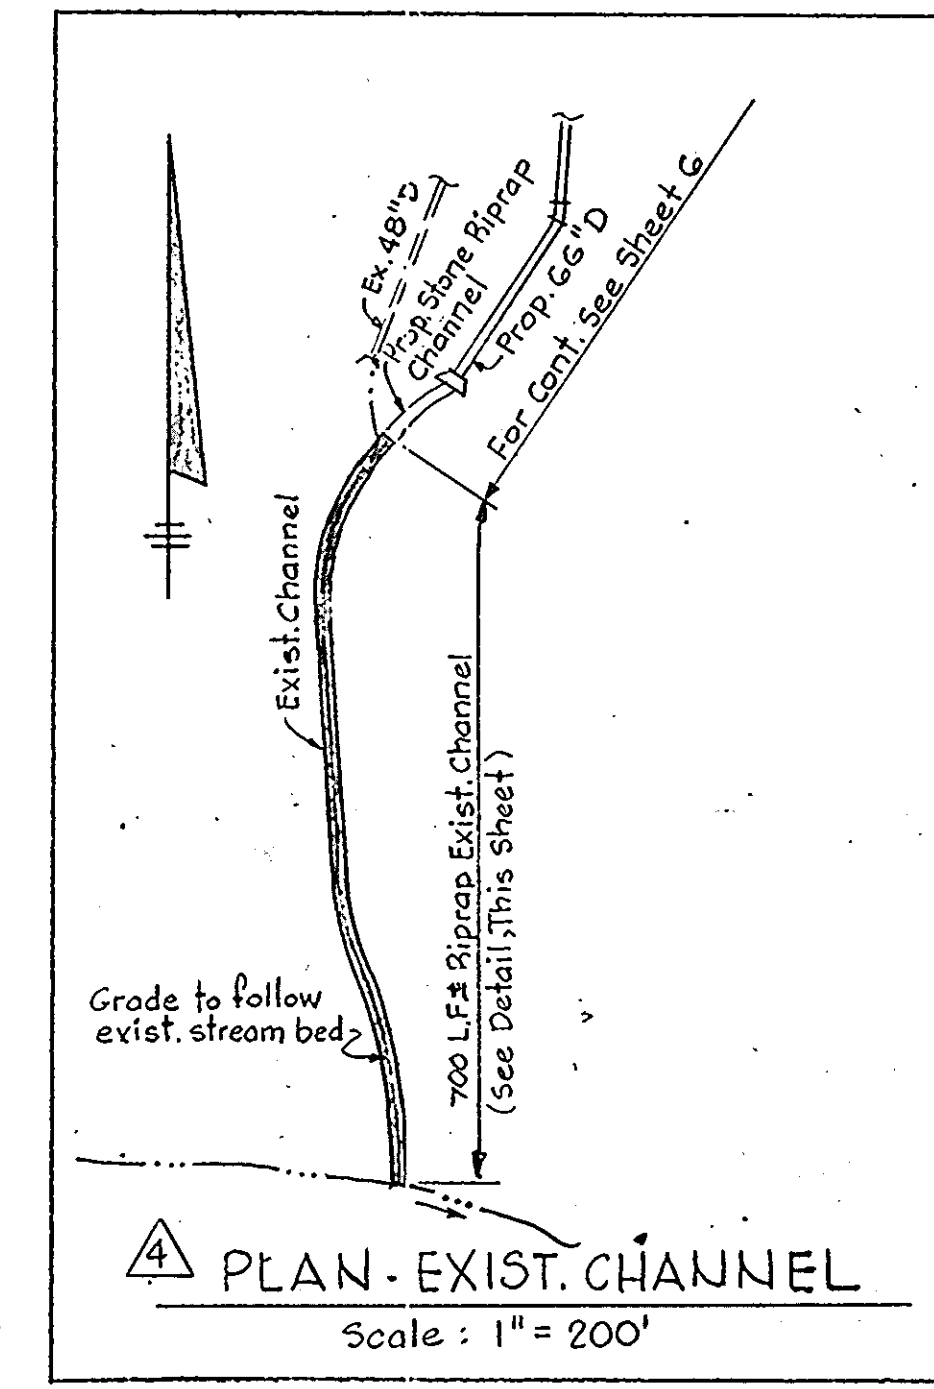 Ex. 48"D
Prop. Stone Riprap
Channel
Prop. 66"D
For Cont. See Sheet 6
Exist. Channel
700 L.F.± Riprap Exist. Channel
(See Detail, This Sheet)
Grade to follow
exist. stream bed
4
PLAN - EXIST. CHANNEL
Scale : 1" = 200'